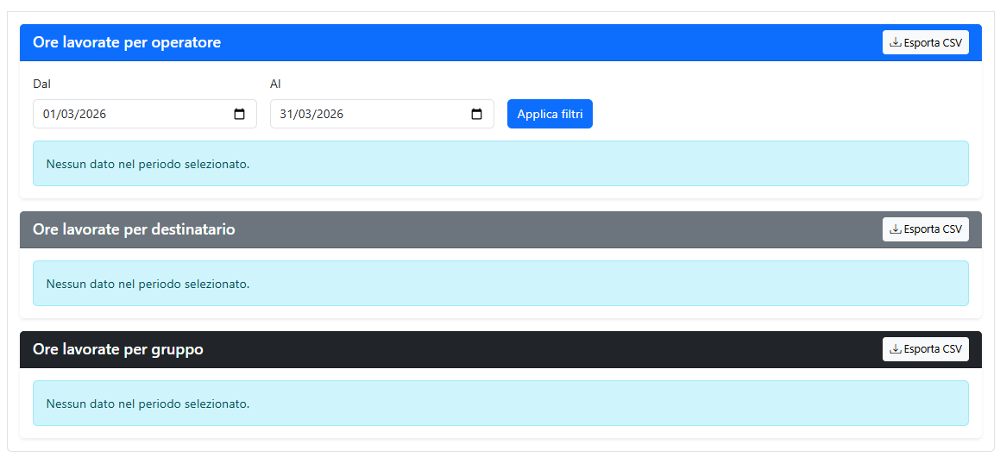 Ore lavorate per operatore
Esporta CSV
Dal
Al
01/03/2026
31/03/2026
Applica filtri
Nessun dato nel periodo selezionato.
Ore lavorate per destinatario
Esporta CSV
Nessun dato nel periodo selezionato.
Ore lavorate per gruppo
Esporta CSV
Nessun dato nel periodo selezionato.